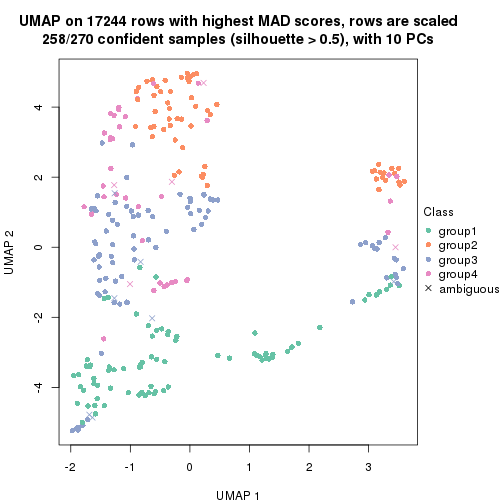 UMAP on 17244 rows with highest MAD scores, rows are scaled
258/270 confident samples (silhouette > 0.5), with 10 PCs
4
2
0
-2
-4
UMAP 2
-2
-1
0
1
2
3
UMAP 1
Class
group1
group2
group3
group4
ambiguous